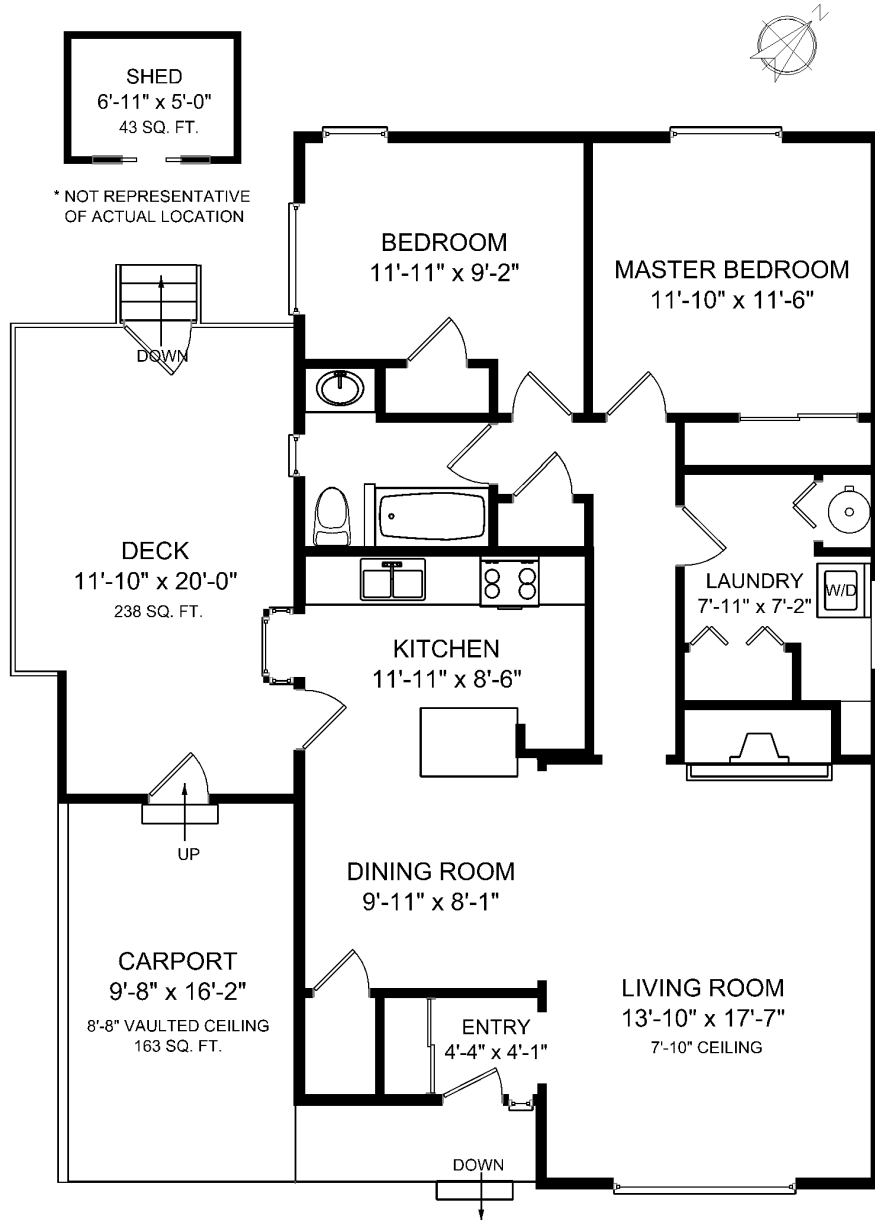 N
SHED
6'-11" x 5'-0"
43 SQ. FT.
* NOT REPRESENTATIVE
OF ACTUAL LOCATION
BEDROOM
11'-11" x 9'-2"
MASTER BEDROOM
11'-10" x 11'-6"
DOWN
DECK
11'-10" x 20'-0"
238 SQ. FT.
LAUNDRY
7'-11" x 7'-2"
W/D
KITCHEN
11'-11" x 8'-6"
UP
DINING ROOM
9'-11" x 8'-1"
CARPORT
9'-8" x 16'-2"
8'-8" VAULTED CEILING
163 SQ. FT.
LIVING ROOM
13'-10" x 17'-7"
7'-10" CEILING
ENTRY
4'-4" x 4'-1"
DOWN